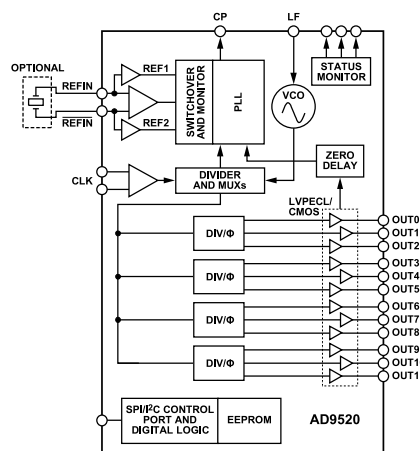 CP
LF
OPTIONAL
REFIN
REFIN
REF1
REF2
SWITCHOVER
AND MONITOR
PLL
VCO
STATUS
MONITOR
ZERO
DELAY
CLK
DIVIDER
AND MUXs
LVPECL/
CMOS
DIV/Φ
OUT0
OUT1
OUT2
DIV/Φ
OUT3
OUT4
OUT5
DIV/Φ
OUT6
OUT7
OUT8
DIV/Φ
OUT9
OUT1
OUT1
SPI/I²C CONTROL
PORT AND
DIGITAL LOGIC
EEPROM
AD9520